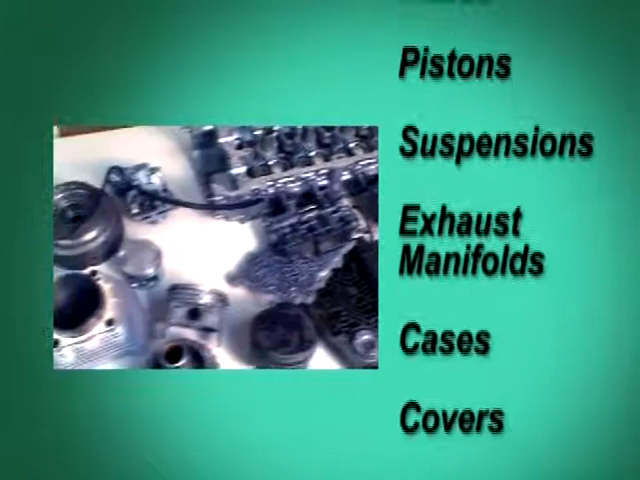 Pistons
Suspensions
Exhaust
Manifolds
Cases
Covers